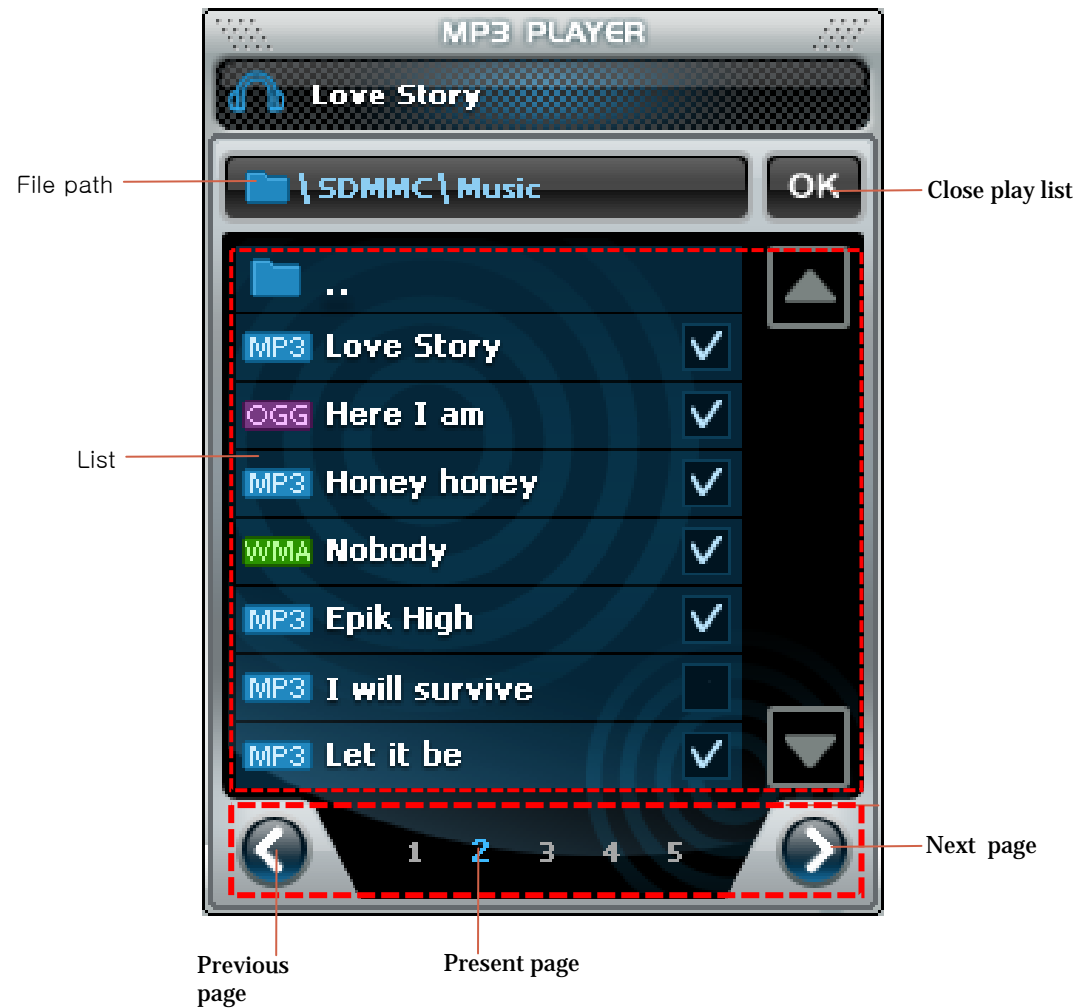 MP3 PLAYER
Love Story
File path
\SDMMC\Music
OK
Close play list
..
MP3 Love Story
OGG Here I am
List
MP3 Honey honey
WMA Nobody
MP3 Epik High
MP3 I will survive
MP3 Let it be
1 2 3 4 5
Next page
Previous page
Present page